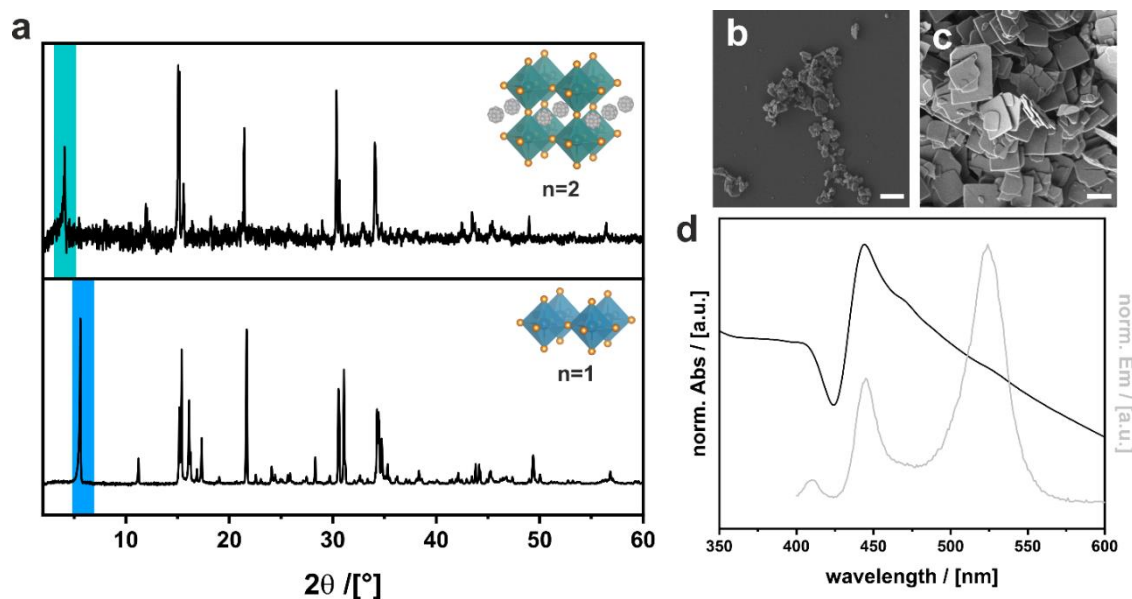 a
n=2
n=1
10 20 30 40 50 60
2θ /[°]
b
c
d
norm. Abs / [a.u.]
norm. Em / [a.u.]
350 400 450 500 550 600
wavelength / [nm]